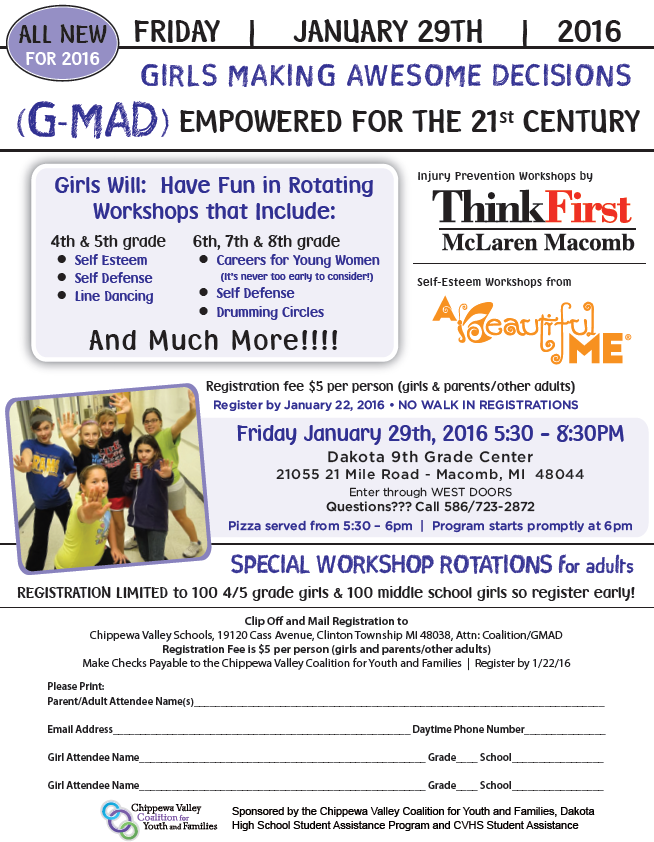 ALL NEW
FOR 2016
FRIDAY | JANUARY 29TH | 2016
GIRLS MAKING AWESOME DECISIONS
(G-MAD) EMPOWERED FOR THE 21st CENTURY
Girls Will: Have Fun in Rotating
Workshops that Include:
4th & 5th grade
• Self Esteem
• Self Defense
• Line Dancing
6th, 7th & 8th grade
• Careers for Young Women
(It's never too early to consider!)
• Self Defense
• Drumming Circles
And Much More!!!!
Injury Prevention Workshops by
ThinkFirst
McLaren Macomb
Self-Esteem Workshops from
A Beautiful
ME®
Registration fee $5 per person (girls & parents/other adults)
Register by January 22, 2016 • NO WALK IN REGISTRATIONS
Friday January 29th, 2016 5:30 - 8:30PM
Dakota 9th Grade Center
21055 21 Mile Road - Macomb, MI 48044
Enter through WEST DOORS
Questions??? Call 586/723-2872
Pizza served from 5:30 – 6pm | Program starts promptly at 6pm
SPECIAL WORKSHOP ROTATIONS for adults
REGISTRATION LIMITED to 100 4/5 grade girls & 100 middle school girls so register early!
Clip Off and Mail Registration to
Chippewa Valley Schools, 19120 Cass Avenue, Clinton Township MI 48038, Attn: Coalition/GMAD
Registration Fee is $5 per person (girls and parents/other adults)
Make Checks Payable to the Chippewa Valley Coalition for Youth and Families | Register by 1/22/16
Please Print:
Parent/Adult Attendee Name(s)
Email Address Daytime Phone Number
Girl Attendee Name Grade School
Girl Attendee Name Grade School
Chippewa Valley
Coalition for
Youth and Families
Sponsored by the Chippewa Valley Coalition for Youth and Families, Dakota
High School Student Assistance Program and CVHS Student Assistance